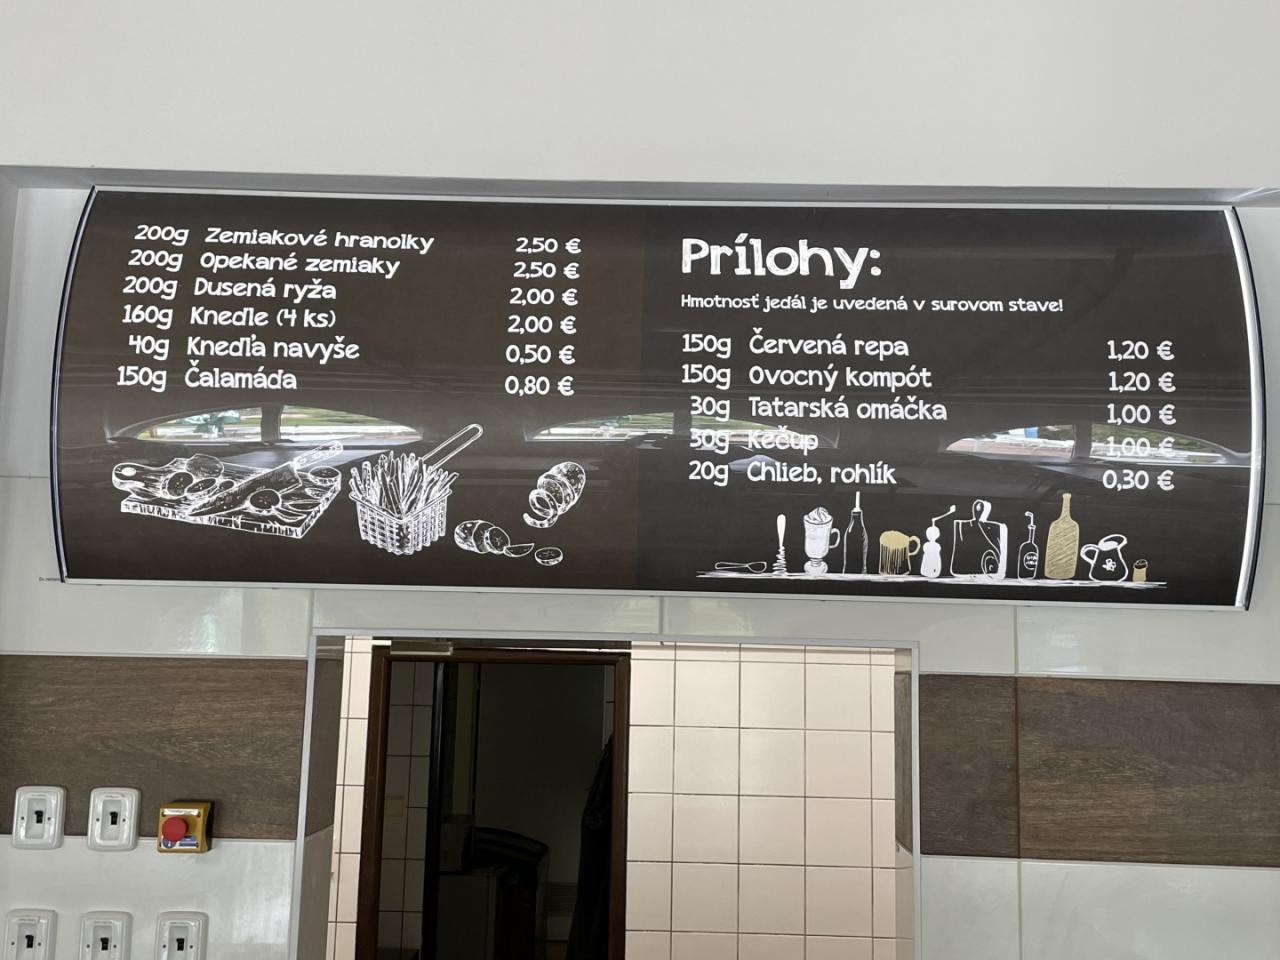 200g Zemiakové hranolky 2,50 €
200g Opekané zemiaky 2,50 €
200g Dusená ryža 2,00 €
160g Knedle (4 ks) 2,00 €
40g Knedľa navyše 0,50 €
150g Čalamáda 0,80 €
Prílohy:
Hmotnosť jedál je uvedená v surovom stave!
150g Červená repa 1,20 €
150g Ovocný kompót 1,20 €
30g Tatarská omáčka 1,00 €
30g Kečup 1,00 €
20g Chlieb, rohlík 0,30 €